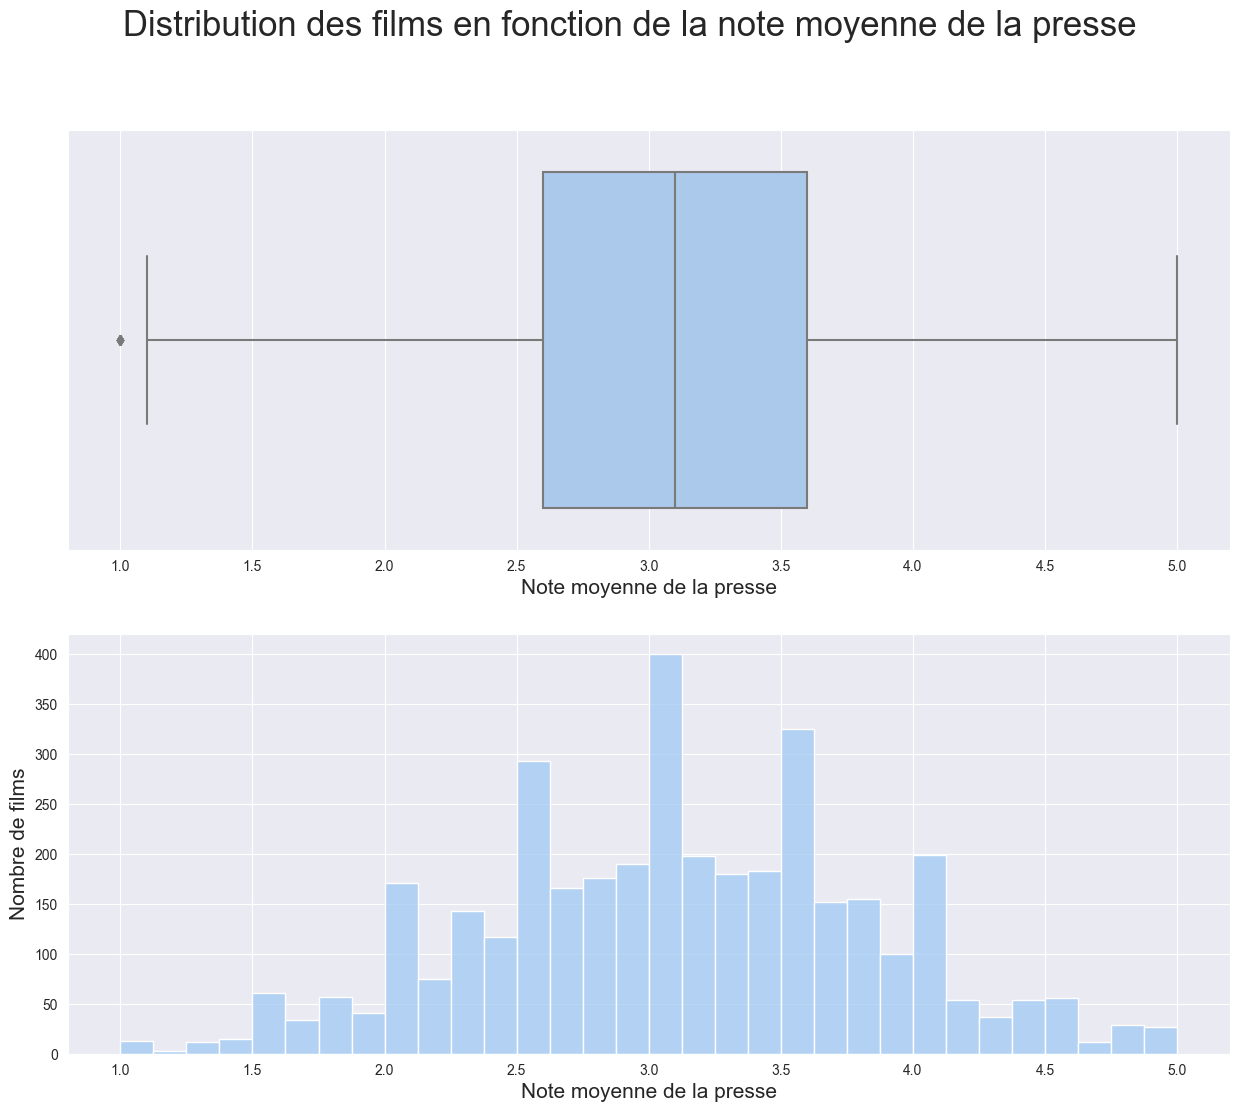 Distribution des films en fonction de la note moyenne de la presse
1.0 1.5 2.0 2.5 3.0 3.5 4.0 4.5 5.0
Note moyenne de la presse
400
350
300
250
200
150
100
50
0
Nombre de films
1.0 1.5 2.0 2.5 3.0 3.5 4.0 4.5 5.0
Note moyenne de la presse